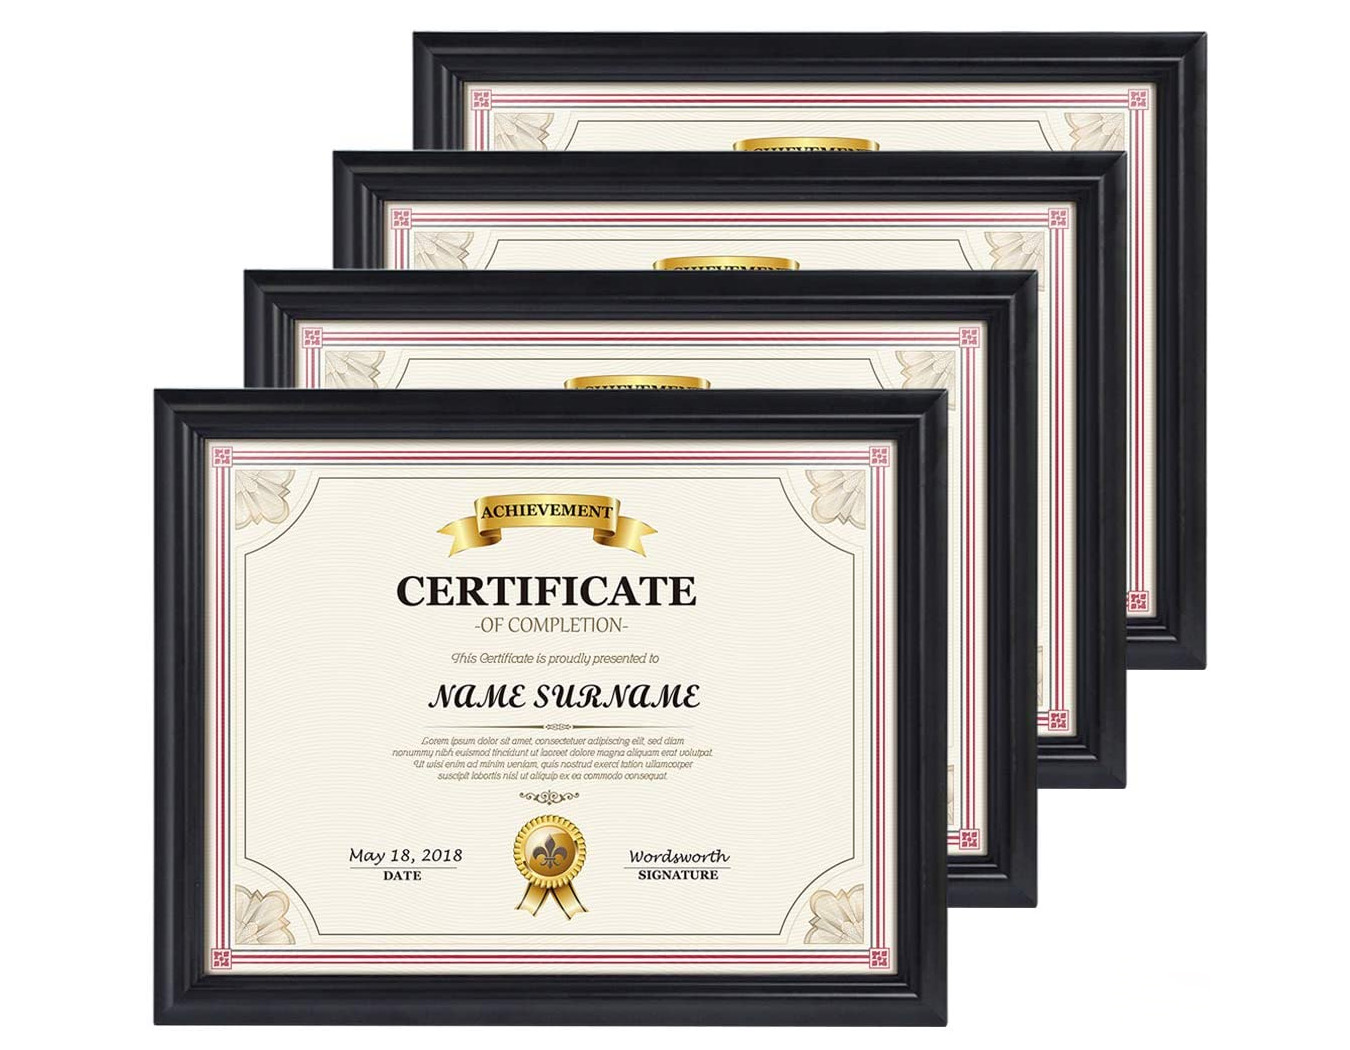 ACHIEVEMENT
ACHIEVEMENT
ACHIEVEMENT
ACHIEVEMENT
CERTIFICATE
-OF COMPLETION-
This Certificate is proudly presented to
NAME SURNAME
Lorem ipsum dolor sit amet, consectetuer adipiscing elit, sed diam
nonummy nibh euismod tincidunt ut laoreet dolore magna aliquam erat volutpat.
Ut wisi enim ad minim veniam, quis nostrud exerci tation ullamcorper
suscipit lobortis nisl ut aliquip ex ea commodo consequat.
May 18, 2018
DATE
Wordsworth
SIGNATURE